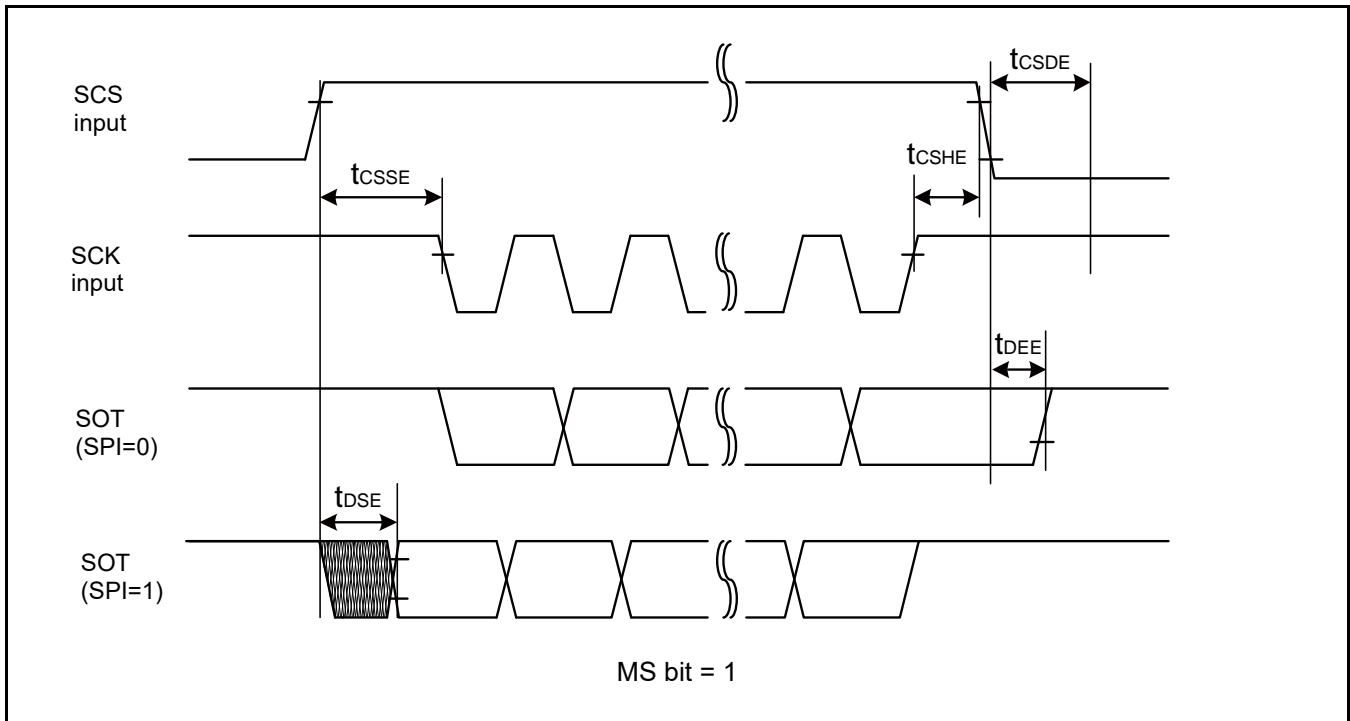 SCS
input
tCSDE
tCSHE
tCSSE
SCK
input
tDEE
SOT
(SPI=0)
tDSE
SOT
(SPI=1)
MS bit = 1